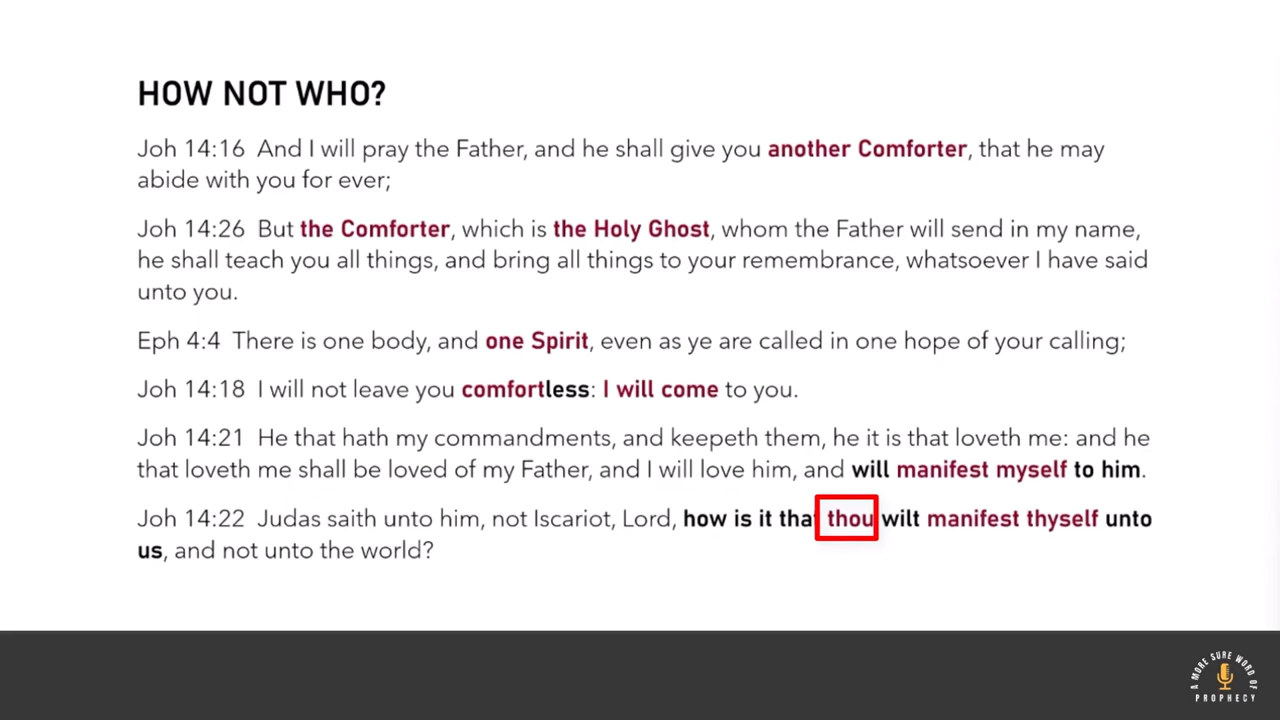 HOW NOT WHO?
Joh 14:16 And I will pray the Father, and he shall give you another Comforter, that he may
abide with you for ever;
Joh 14:26 But the Comforter, which is the Holy Ghost, whom the Father will send in my name,
he shall teach you all things, and bring all things to your remembrance, whatsoever I have said
unto you.
Eph 4:4 There is one body, and one Spirit, even as ye are called in one hope of your calling;
Joh 14:18 I will not leave you comfortless: I will come to you.
Joh 14:21 He that hath my commandments, and keepeth them, he it is that loveth me: and he
that loveth me shall be loved of my Father, and I will love him, and will manifest myself to him.
Joh 14:22 Judas saith unto him, not Iscariot, Lord, how is it that thou wilt manifest thyself unto
us, and not unto the world?
A MORE SURE WORD OF
PROPHECY